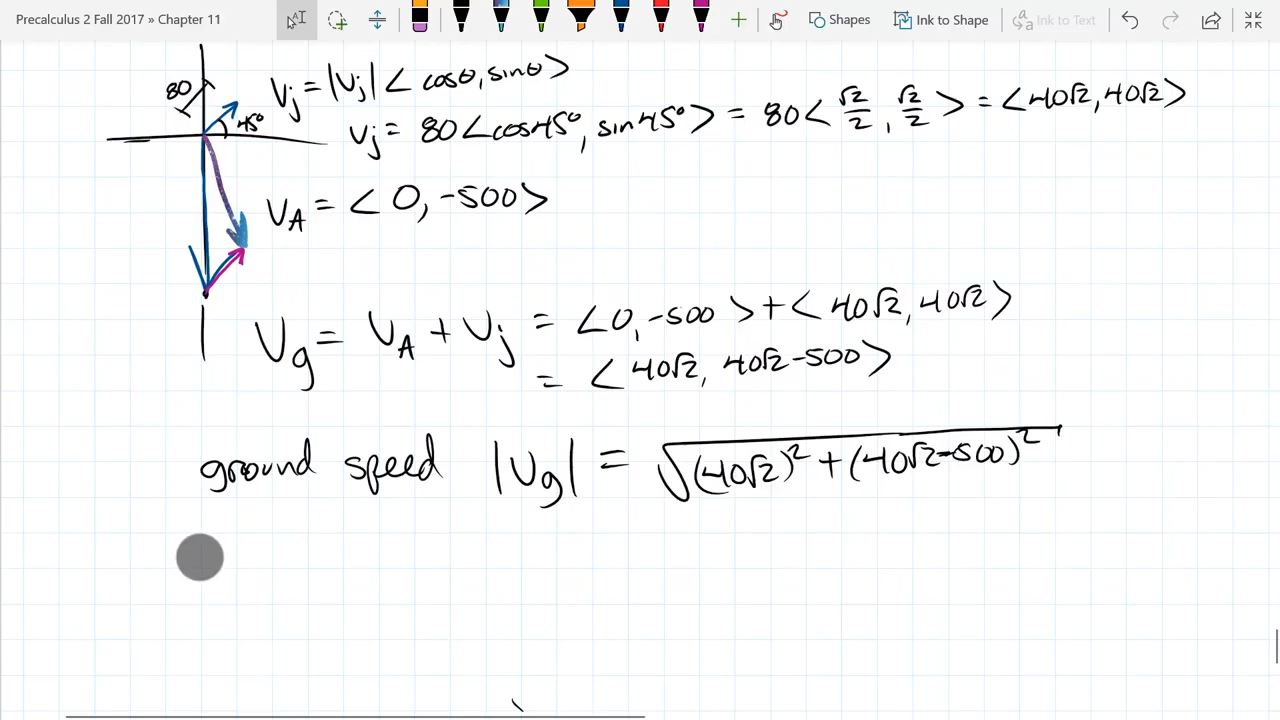 Precalculus 2 Fall 2017 » Chapter 11
Shapes
Ink to Shape
Ink to Text
80
45°
Vj = |Vj| < cosθ, sinθ >
Vj = 80<cos45°, sin45°> = 80< √2/2, √2/2 > = <40√2, 40√2>
VA = < 0, -500>
Vg = VA + Vj = <0, -500 > + < 40√2, 40√2>
= < 40√2, 40√2 - 500>
ground speed |Vg| = √((40√2)² + (40√2-500)²)